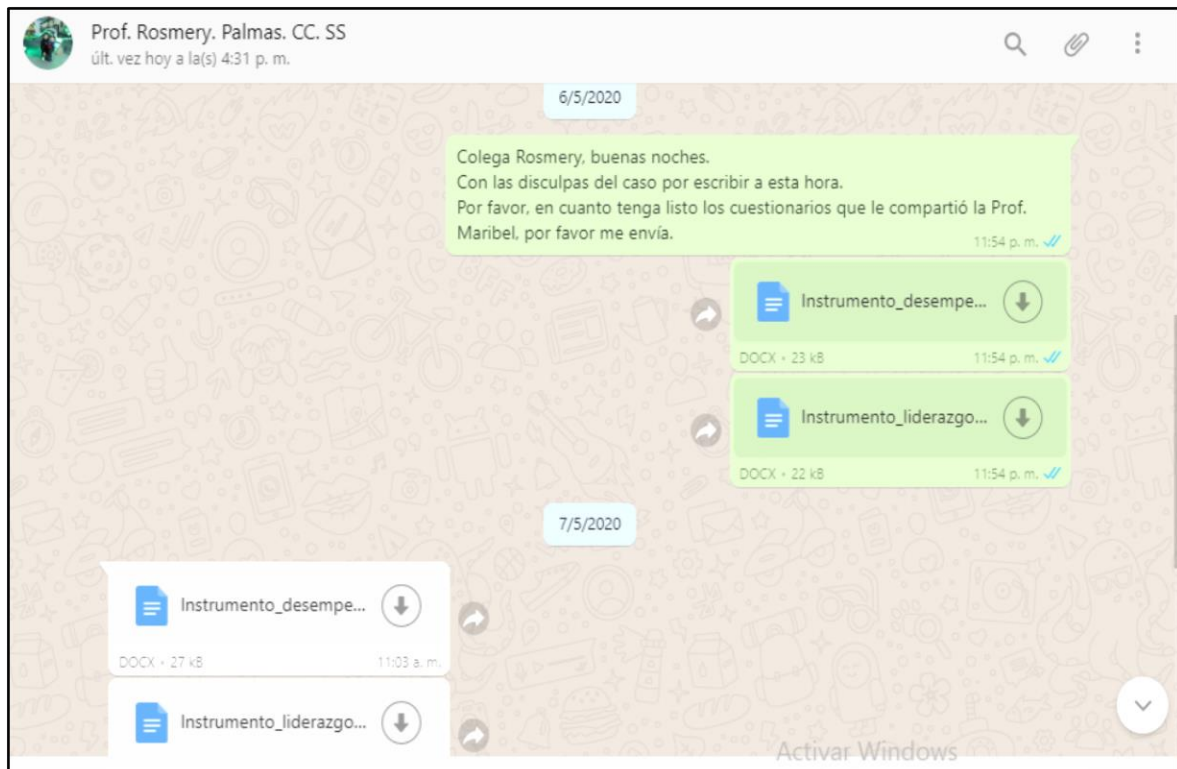 Prof. Rosmery. Palmas. CC. SS
últ. vez hoy a la(s) 4:31 p. m.
6/5/2020
Colega Rosmery, buenas noches.
Con las disculpas del caso por escribir a esta hora.
Por favor, en cuanto tenga listo los cuestionarios que le compartió la Prof.
Maribel, por favor me envía.
11:54 p. m.
Instrumento_desempe...
DOCX • 23 kB 11:54 p. m.
Instrumento_liderazgo...
DOCX • 22 kB 11:54 p. m.
7/5/2020
Instrumento_desempe...
DOCX • 27 kB 11:03 a. m.
Instrumento_liderazgo...
Activar Windows